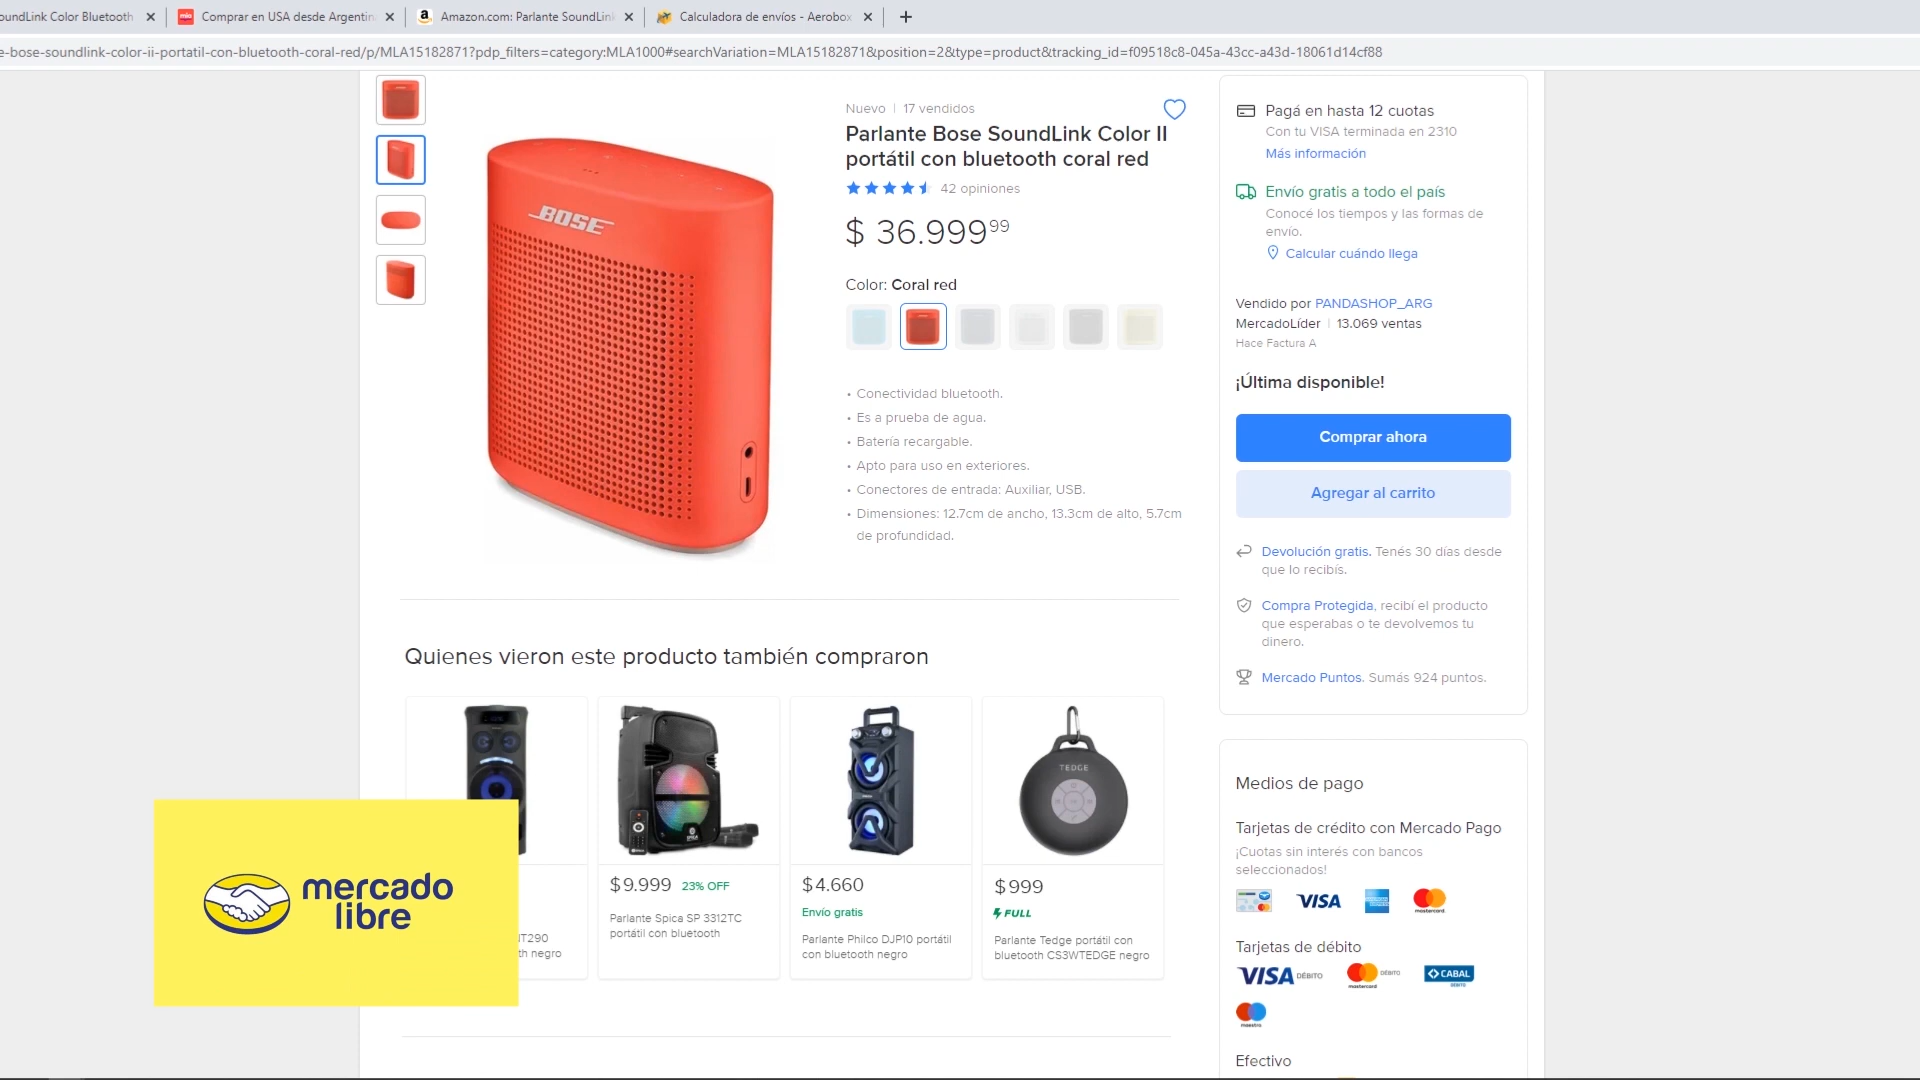 oundLink Color Bluetooth
Comprar en USA desde Argentin
Amazon.com: Parlante SoundLin
Calculadora de envíos - Aerobox
e-bose-soundlink-color-ii-portatil-con-bluetooth-coral-red/p/MLA15182871?pdp_filters=category:MLA1000#searchVariation=MLA15182871&position=2&type=product&tracking_id=f09518c8-045a-43cc-a43d-18061d14cf88
BOSE
Nuevo | 17 vendidos
Parlante Bose SoundLink Color II
portátil con bluetooth coral red
42 opiniones
$ 36.999 99
Color: Coral red
• Conectividad bluetooth.
• Es a prueba de agua.
• Batería recargable.
• Apto para uso en exteriores.
• Conectores de entrada: Auxiliar, USB.
• Dimensiones: 12.7cm de ancho, 13.3cm de alto, 5.7cm
de profundidad.
Pagá en hasta 12 cuotas
Con tu VISA terminada en 2310
Más información
Envío gratis a todo el país
Conocé los tiempos y las formas de
envío.
Calcular cuándo llega
Vendido por PANDASHOP_ARG
MercadoLíder | 13.069 ventas
Hace Factura A
¡Última disponible!
Comprar ahora
Agregar al carrito
Devolución gratis. Tenés 30 días desde
que lo recibís.
Compra Protegida, recibí el producto
que esperabas o te devolvemos tu
dinero.
Mercado Puntos. Sumás 924 puntos.
Quienes vieron este producto también compraron
TEDGE
IT290
th negro
$ 9.999 23% OFF
Parlante Spica SP 3312TC
portátil con bluetooth
$ 4.660
Envío gratis
Parlante Philco DJP10 portátil
con bluetooth negro
$ 999
FULL
Parlante Tedge portátil con
bluetooth CS3WTEDGE negro
mercado
libre
Medios de pago
Tarjetas de crédito con Mercado Pago
¡Cuotas sin interés con bancos
seleccionados!
VISA
mastercard
Tarjetas de débito
VISA DÉBITO
mastercard DÉBITO
CABAL DÉBITO
maestro
Efectivo